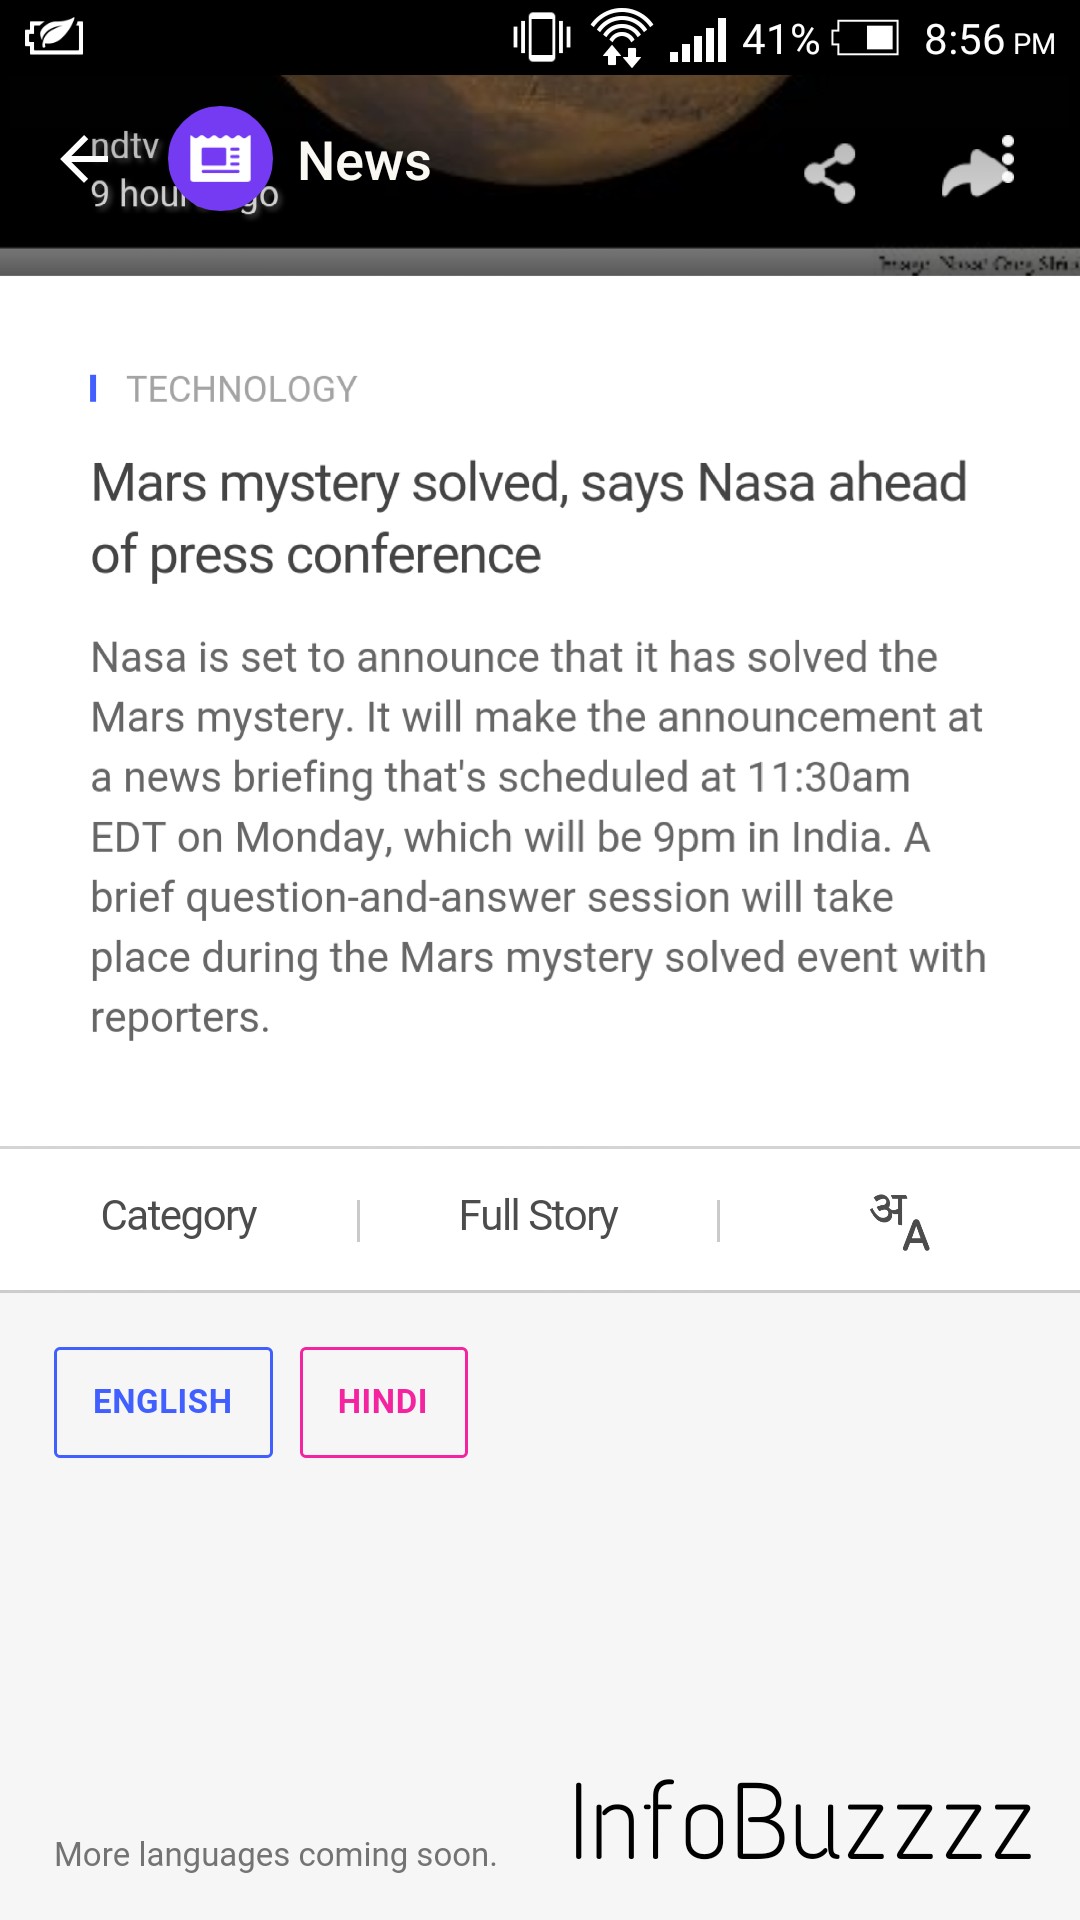 41% 8:56 PM
ndtv
News
9 hour go
TECHNOLOGY
Mars mystery solved, says Nasa ahead
of press conference
Nasa is set to announce that it has solved the
Mars mystery. It will make the announcement at
a news briefing that's scheduled at 11:30am
EDT on Monday, which will be 9pm in India. A
brief question-and-answer session will take
place during the Mars mystery solved event with
reporters.
Category | Full Story | अA
ENGLISH HINDI
InfoBuzzzz
More languages coming soon.